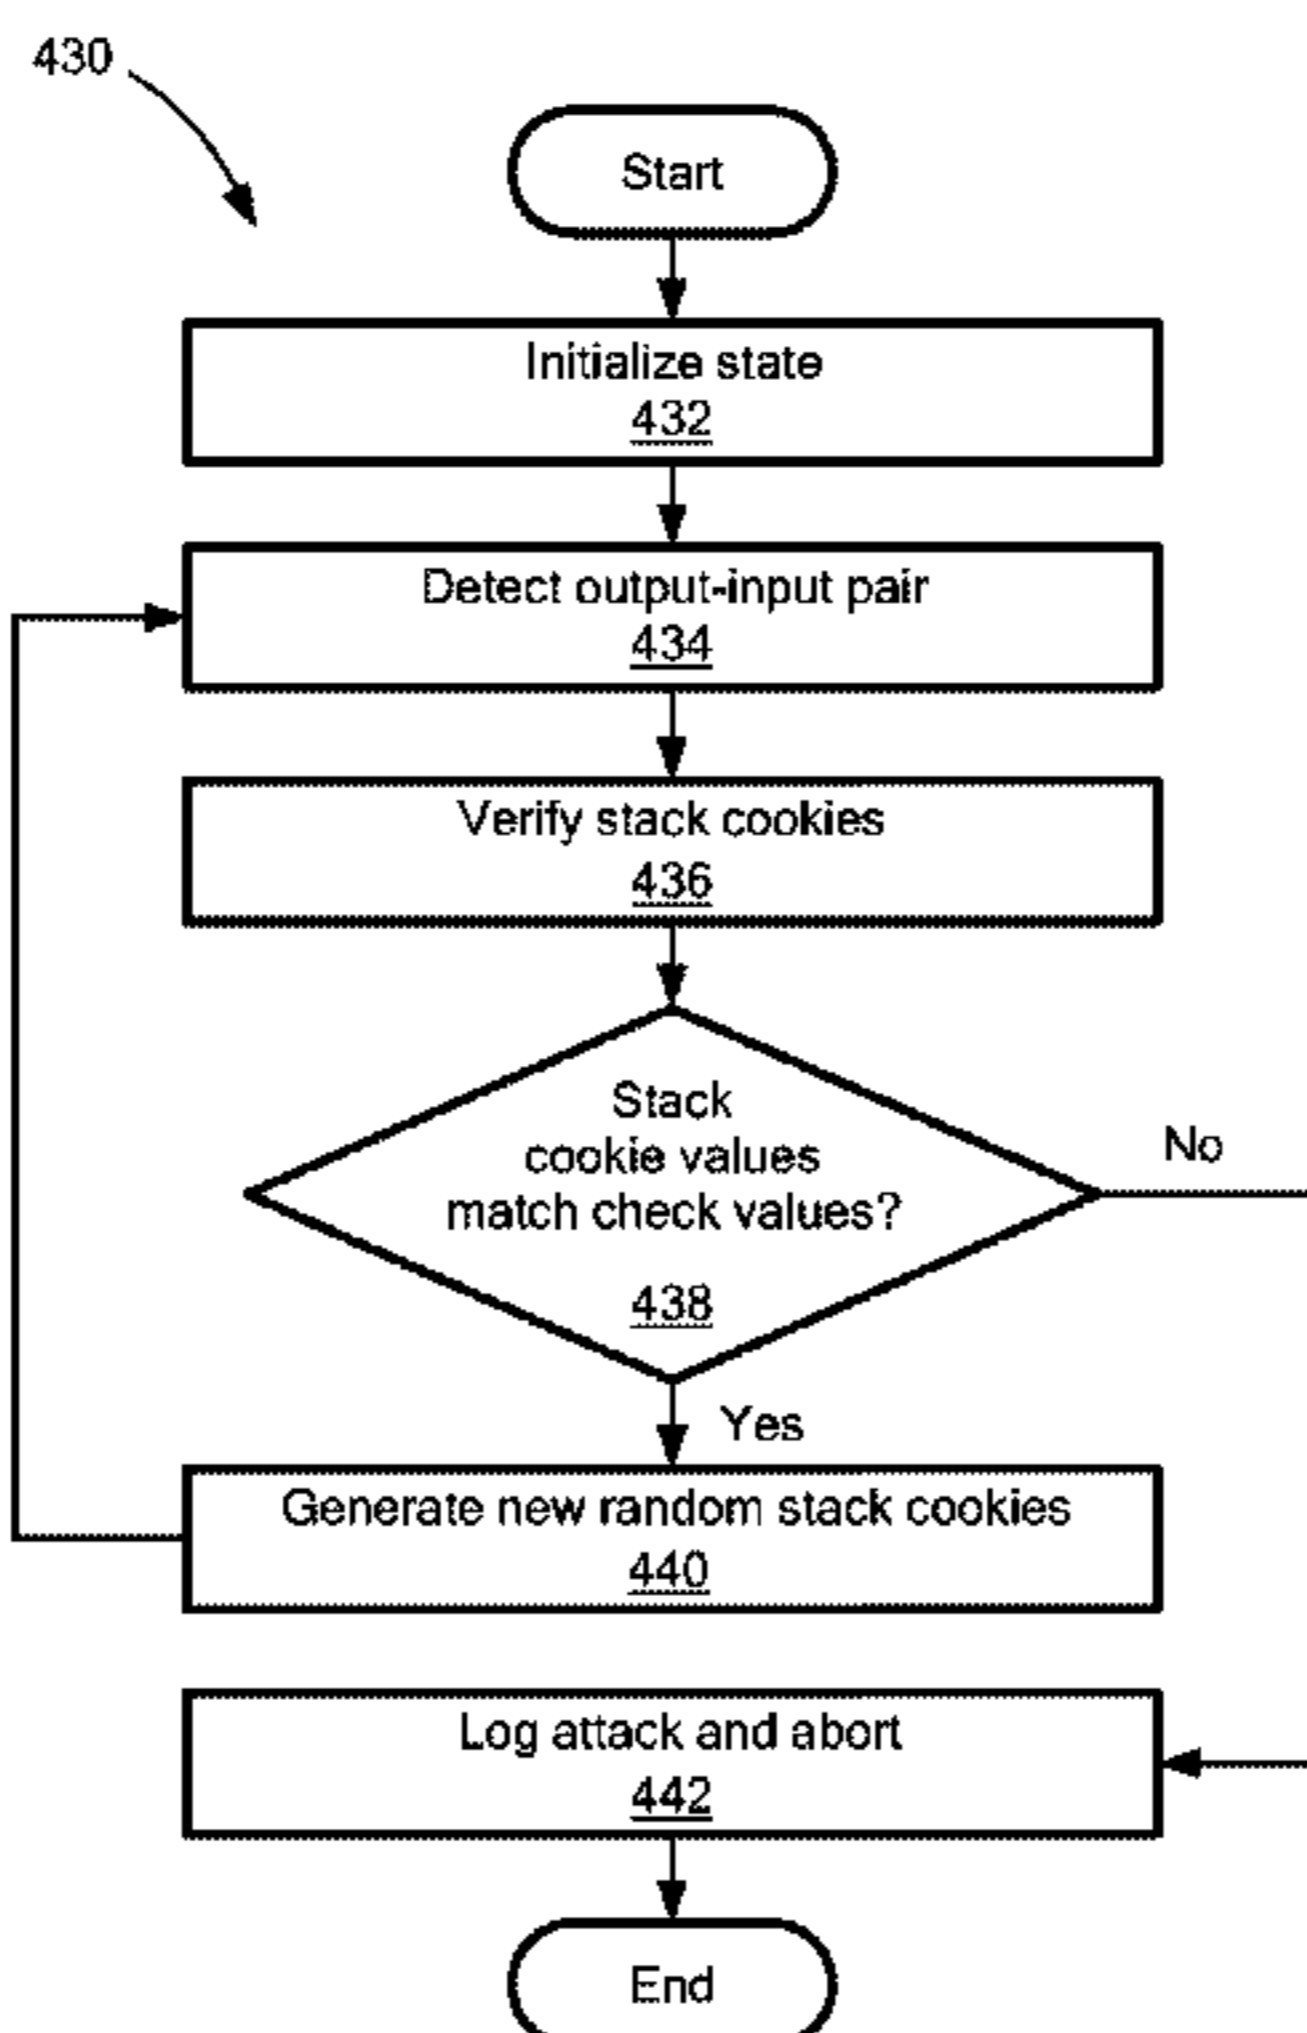 430
Start
Initialize state
432
Detect output-input pair
434
Verify stack cookies
436
Stack
cookie values
match check values?
438
No
Yes
Generate new random stack cookies
440
Log attack and abort
442
End